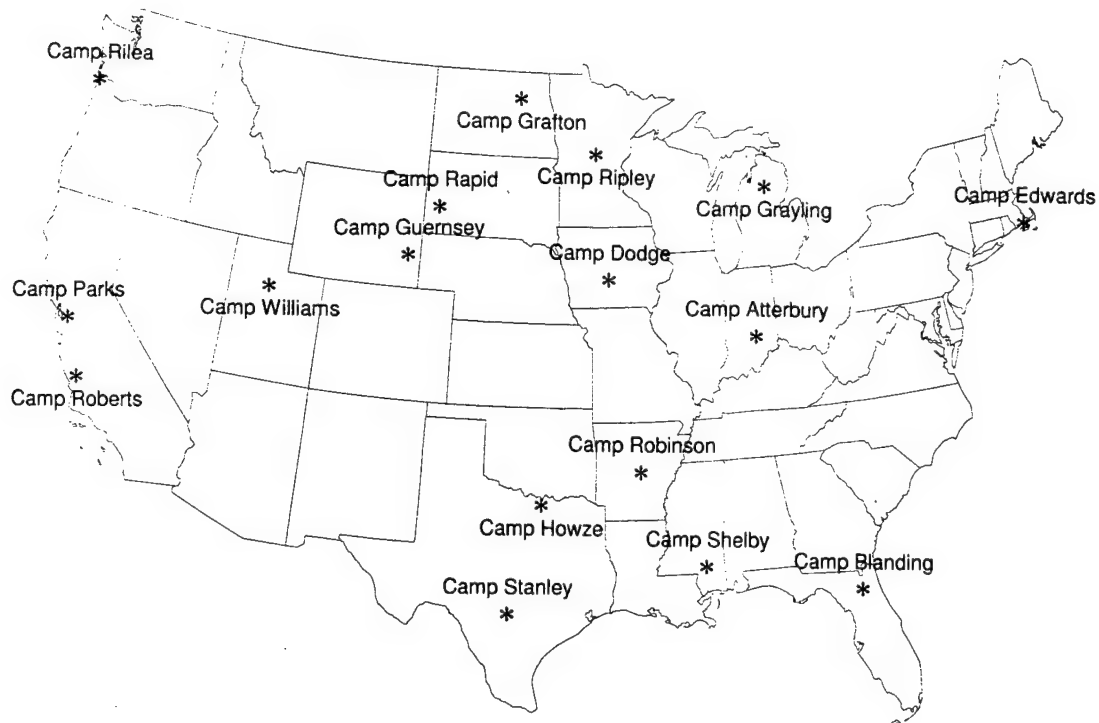 Camp Rilea
Camp Grafton
Camp Ripley
Camp Rapid
Camp Grayling
Camp Edwards
Camp Guernsey
Camp Dodge
Camp Parks
Camp Williams
Camp Atterbury
Camp Roberts
Camp Robinson
Camp Howze
Camp Shelby
Camp Blanding
Camp Stanley